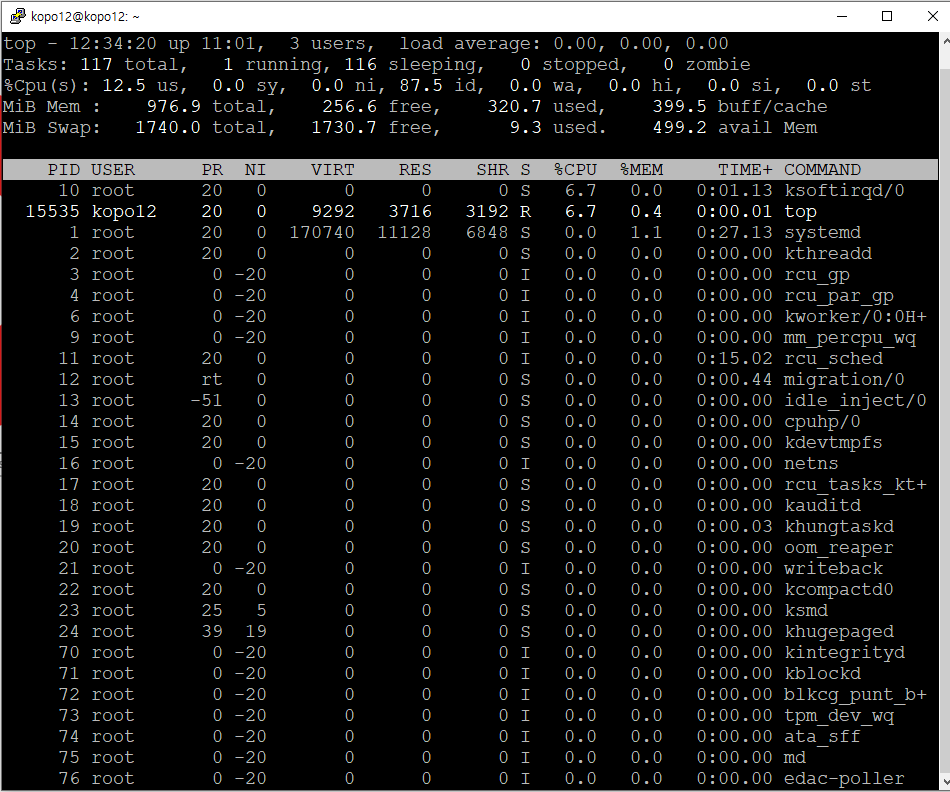 kopo12@kopo12: ~
top - 12:34:20 up 11:01,  3 users,  load average: 0.00, 0.00, 0.00
Tasks: 117 total,   1 running, 116 sleeping,   0 stopped,   0 zombie
%Cpu(s): 12.5 us,  0.0 sy,  0.0 ni, 87.5 id,  0.0 wa,  0.0 hi,  0.0 si,  0.0 st
MiB Mem :    976.9 total,    256.6 free,    320.7 used,    399.5 buff/cache
MiB Swap:   1740.0 total,   1730.7 free,      9.3 used.    499.2 avail Mem
PID USER      PR  NI    VIRT    RES    SHR S  %CPU  %MEM     TIME+ COMMAND
10 root      20   0       0      0      0 S   6.7   0.0   0:01.13 ksoftirqd/0
15535 kopo12    20   0    9292   3716   3192 R   6.7   0.4   0:00.01 top
1 root      20   0  170740  11128   6848 S   0.0   1.1   0:27.13 systemd
2 root      20   0       0      0      0 S   0.0   0.0   0:00.00 kthreadd
3 root       0 -20       0      0      0 I   0.0   0.0   0:00.00 rcu_gp
4 root       0 -20       0      0      0 I   0.0   0.0   0:00.00 rcu_par_gp
6 root       0 -20       0      0      0 I   0.0   0.0   0:00.00 kworker/0:0H+
9 root       0 -20       0      0      0 I   0.0   0.0   0:00.00 mm_percpu_wq
11 root      20   0       0      0      0 I   0.0   0.0   0:15.02 rcu_sched
12 root      rt   0       0      0      0 S   0.0   0.0   0:00.44 migration/0
13 root     -51   0       0      0      0 S   0.0   0.0   0:00.00 idle_inject/0
14 root      20   0       0      0      0 S   0.0   0.0   0:00.00 cpuhp/0
15 root      20   0       0      0      0 S   0.0   0.0   0:00.00 kdevtmpfs
16 root       0 -20       0      0      0 I   0.0   0.0   0:00.00 netns
17 root      20   0       0      0      0 S   0.0   0.0   0:00.00 rcu_tasks_kt+
18 root      20   0       0      0      0 S   0.0   0.0   0:00.00 kauditd
19 root      20   0       0      0      0 S   0.0   0.0   0:00.03 khungtaskd
20 root      20   0       0      0      0 S   0.0   0.0   0:00.00 oom_reaper
21 root       0 -20       0      0      0 I   0.0   0.0   0:00.00 writeback
22 root      20   0       0      0      0 S   0.0   0.0   0:00.00 kcompactd0
23 root      25   5       0      0      0 S   0.0   0.0   0:00.00 ksmd
24 root      39  19       0      0      0 S   0.0   0.0   0:00.00 khugepaged
70 root       0 -20       0      0      0 I   0.0   0.0   0:00.00 kintegrityd
71 root       0 -20       0      0      0 I   0.0   0.0   0:00.00 kblockd
72 root       0 -20       0      0      0 I   0.0   0.0   0:00.00 blkcg_punt_b+
73 root       0 -20       0      0      0 I   0.0   0.0   0:00.00 tpm_dev_wq
74 root       0 -20       0      0      0 I   0.0   0.0   0:00.00 ata_sff
75 root       0 -20       0      0      0 I   0.0   0.0   0:00.00 md
76 root       0 -20       0      0      0 I   0.0   0.0   0:00.00 edac-poller